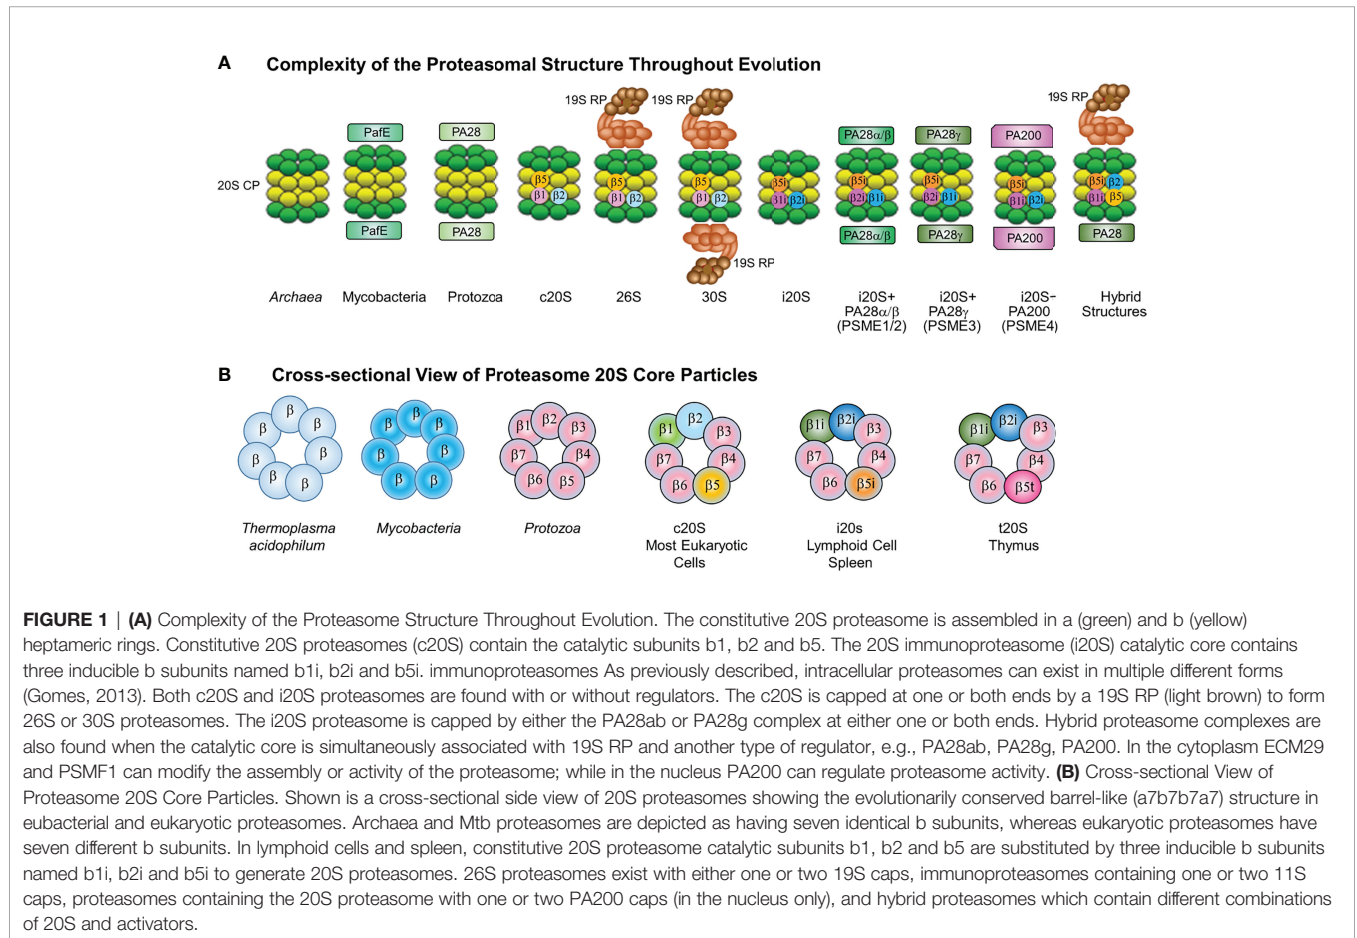 A Complexity of the Proteasomal Structure Throughout Evolution
19S RP 19S RP 19S RP
PafE PA28 PA28α/β PA28γ PA200
20S CP
β5 β5 β5 β5i β5i β5i β5i β5i β2
β1 β2 β1 β2 β1 β2 β1i β2i β2i β1i β2i β1i β1i β2i β1i β5
PafE PA28 PA28α/β PA28γ PA200 PA28
19S RP
Archaea Mycobacteria Protozca c20S 26S 30S i20S i20S+ i20S+ i20S− Hybrid
PA28α/β PA28γ PA200 Structures
(PSME1/2) (PSME3) (PSME4)
B Cross-sectional View of Proteasome 20S Core Particles
β β β β β β β
β β β β β β β
β1 β2 β3 β4 β5 β6 β7
β1 β2 β3 β4 β5 β6 β7
β1i β2i β3 β4 β5i β6 β7
β1i β2i β3 β4 β5t β6 β7
Thermoplasma Mycobacteria Protozoa c20S i20s t20S
acidophilum Most Eukaryotic Lymphoid Cell Thymus
Cells Spleen
FIGURE 1 | (A) Complexity of the Proteasome Structure Throughout Evolution. The constitutive 20S proteasome is assembled in a (green) and b (yellow)
heptameric rings. Constitutive 20S proteasomes (c20S) contain the catalytic subunits b1, b2 and b5. The 20S immunoproteasome (i20S) catalytic core contains
three inducible b subunits named b1i, b2i and b5i. immunoproteasomes As previously described, intracellular proteasomes can exist in multiple different forms
(Gomes, 2013). Both c20S and i20S proteasomes are found with or without regulators. The c20S is capped at one or both ends by a 19S RP (light brown) to form
26S or 30S proteasomes. The i20S proteasome is capped by either the PA28ab or PA28g complex at either one or both ends. Hybrid proteasome complexes are
also found when the catalytic core is simultaneously associated with 19S RP and another type of regulator, e.g., PA28ab, PA28g, PA200. In the cytoplasm ECM29
and PSMF1 can modify the assembly or activity of the proteasome; while in the nucleus PA200 can regulate proteasome activity. (B) Cross-sectional View of
Proteasome 20S Core Particles. Shown is a cross-sectional side view of 20S proteasomes showing the evolutionarily conserved barrel-like (a7b7b7a7) structure in
eubacterial and eukaryotic proteasomes. Archaea and Mtb proteasomes are depicted as having seven identical b subunits, whereas eukaryotic proteasomes have
seven different b subunits. In lymphoid cells and spleen, constitutive 20S proteasome catalytic subunits b1, b2 and b5 are substituted by three inducible b subunits
named b1i, b2i and b5i to generate 20S proteasomes. 26S proteasomes exist with either one or two 19S caps, immunoproteasomes containing one or two 11S
caps, proteasomes containing the 20S proteasome with one or two PA200 caps (in the nucleus only), and hybrid proteasomes which contain different combinations
of 20S and activators.